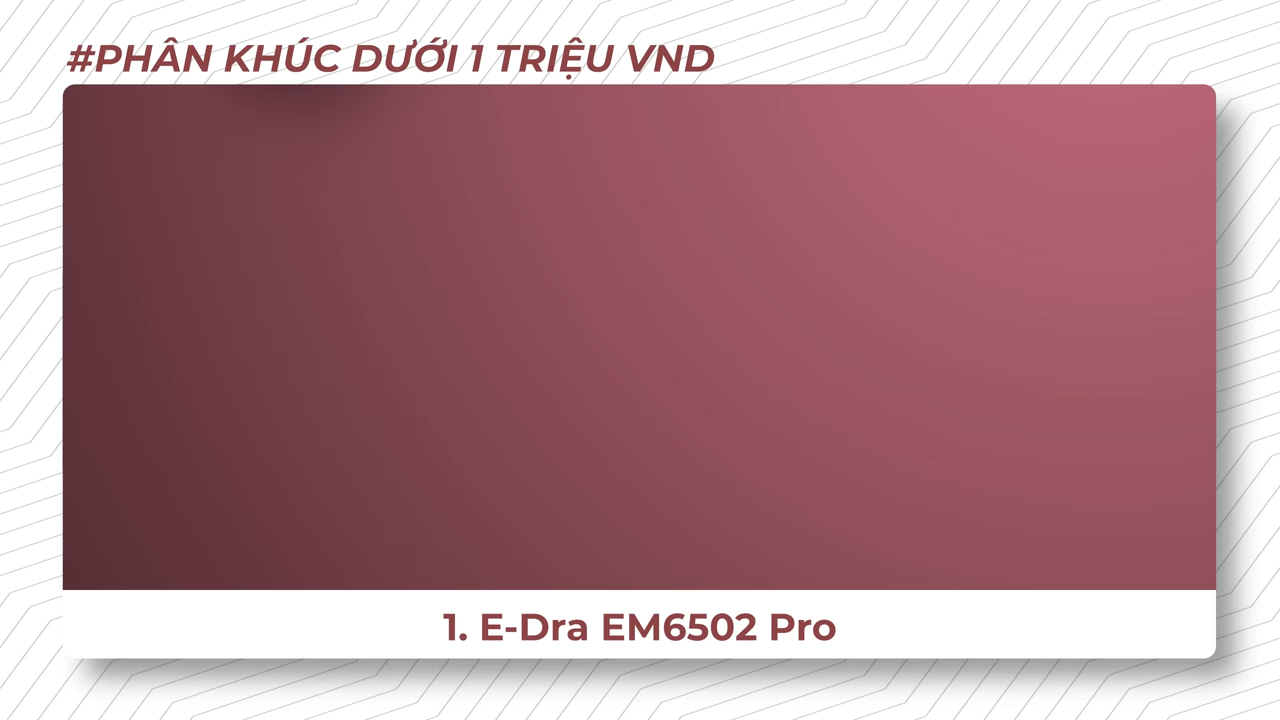 #PHÂN KHÚC DƯỚI 1 TRIỆU VND
1. E-Dra EM6502 Pro